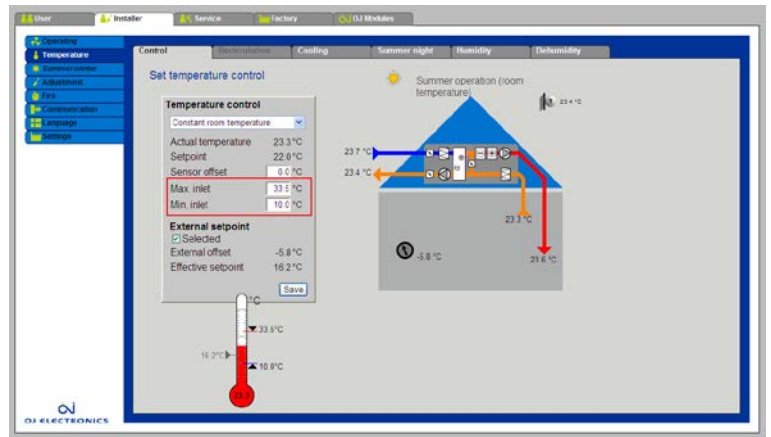 User
Installer
Service
Factory
OJ Modules
Operating
Temperature
Summer/winter
Adjustment
Fire
Communication
Language
Settings
Control
Recirculation
Cooling
Summer night
Humidity
Dehumidity
Set temperature control
Temperature control
Constant room temperature
Actual temperature 23.3°C
Setpoint 22.0°C
Sensor offset 0.0 °C
Max. inlet 33.5 °C
Min. inlet 10.0 °C
External setpoint
Selected
External offset -5.8°C
Effective setpoint 16.2°C
Save
°C
33.5°C
16.2°C
10.0°C
23.3
Summer operation (room
temperature)
23.4 °C
23.7 °C
23.4 °C
23.3 °C
-5.8 °C
23.6 °C
OJ ELECTRONICS